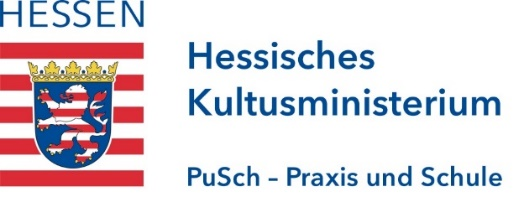 HESSEN
Hessisches
Kultusministerium
PuSch – Praxis und Schule